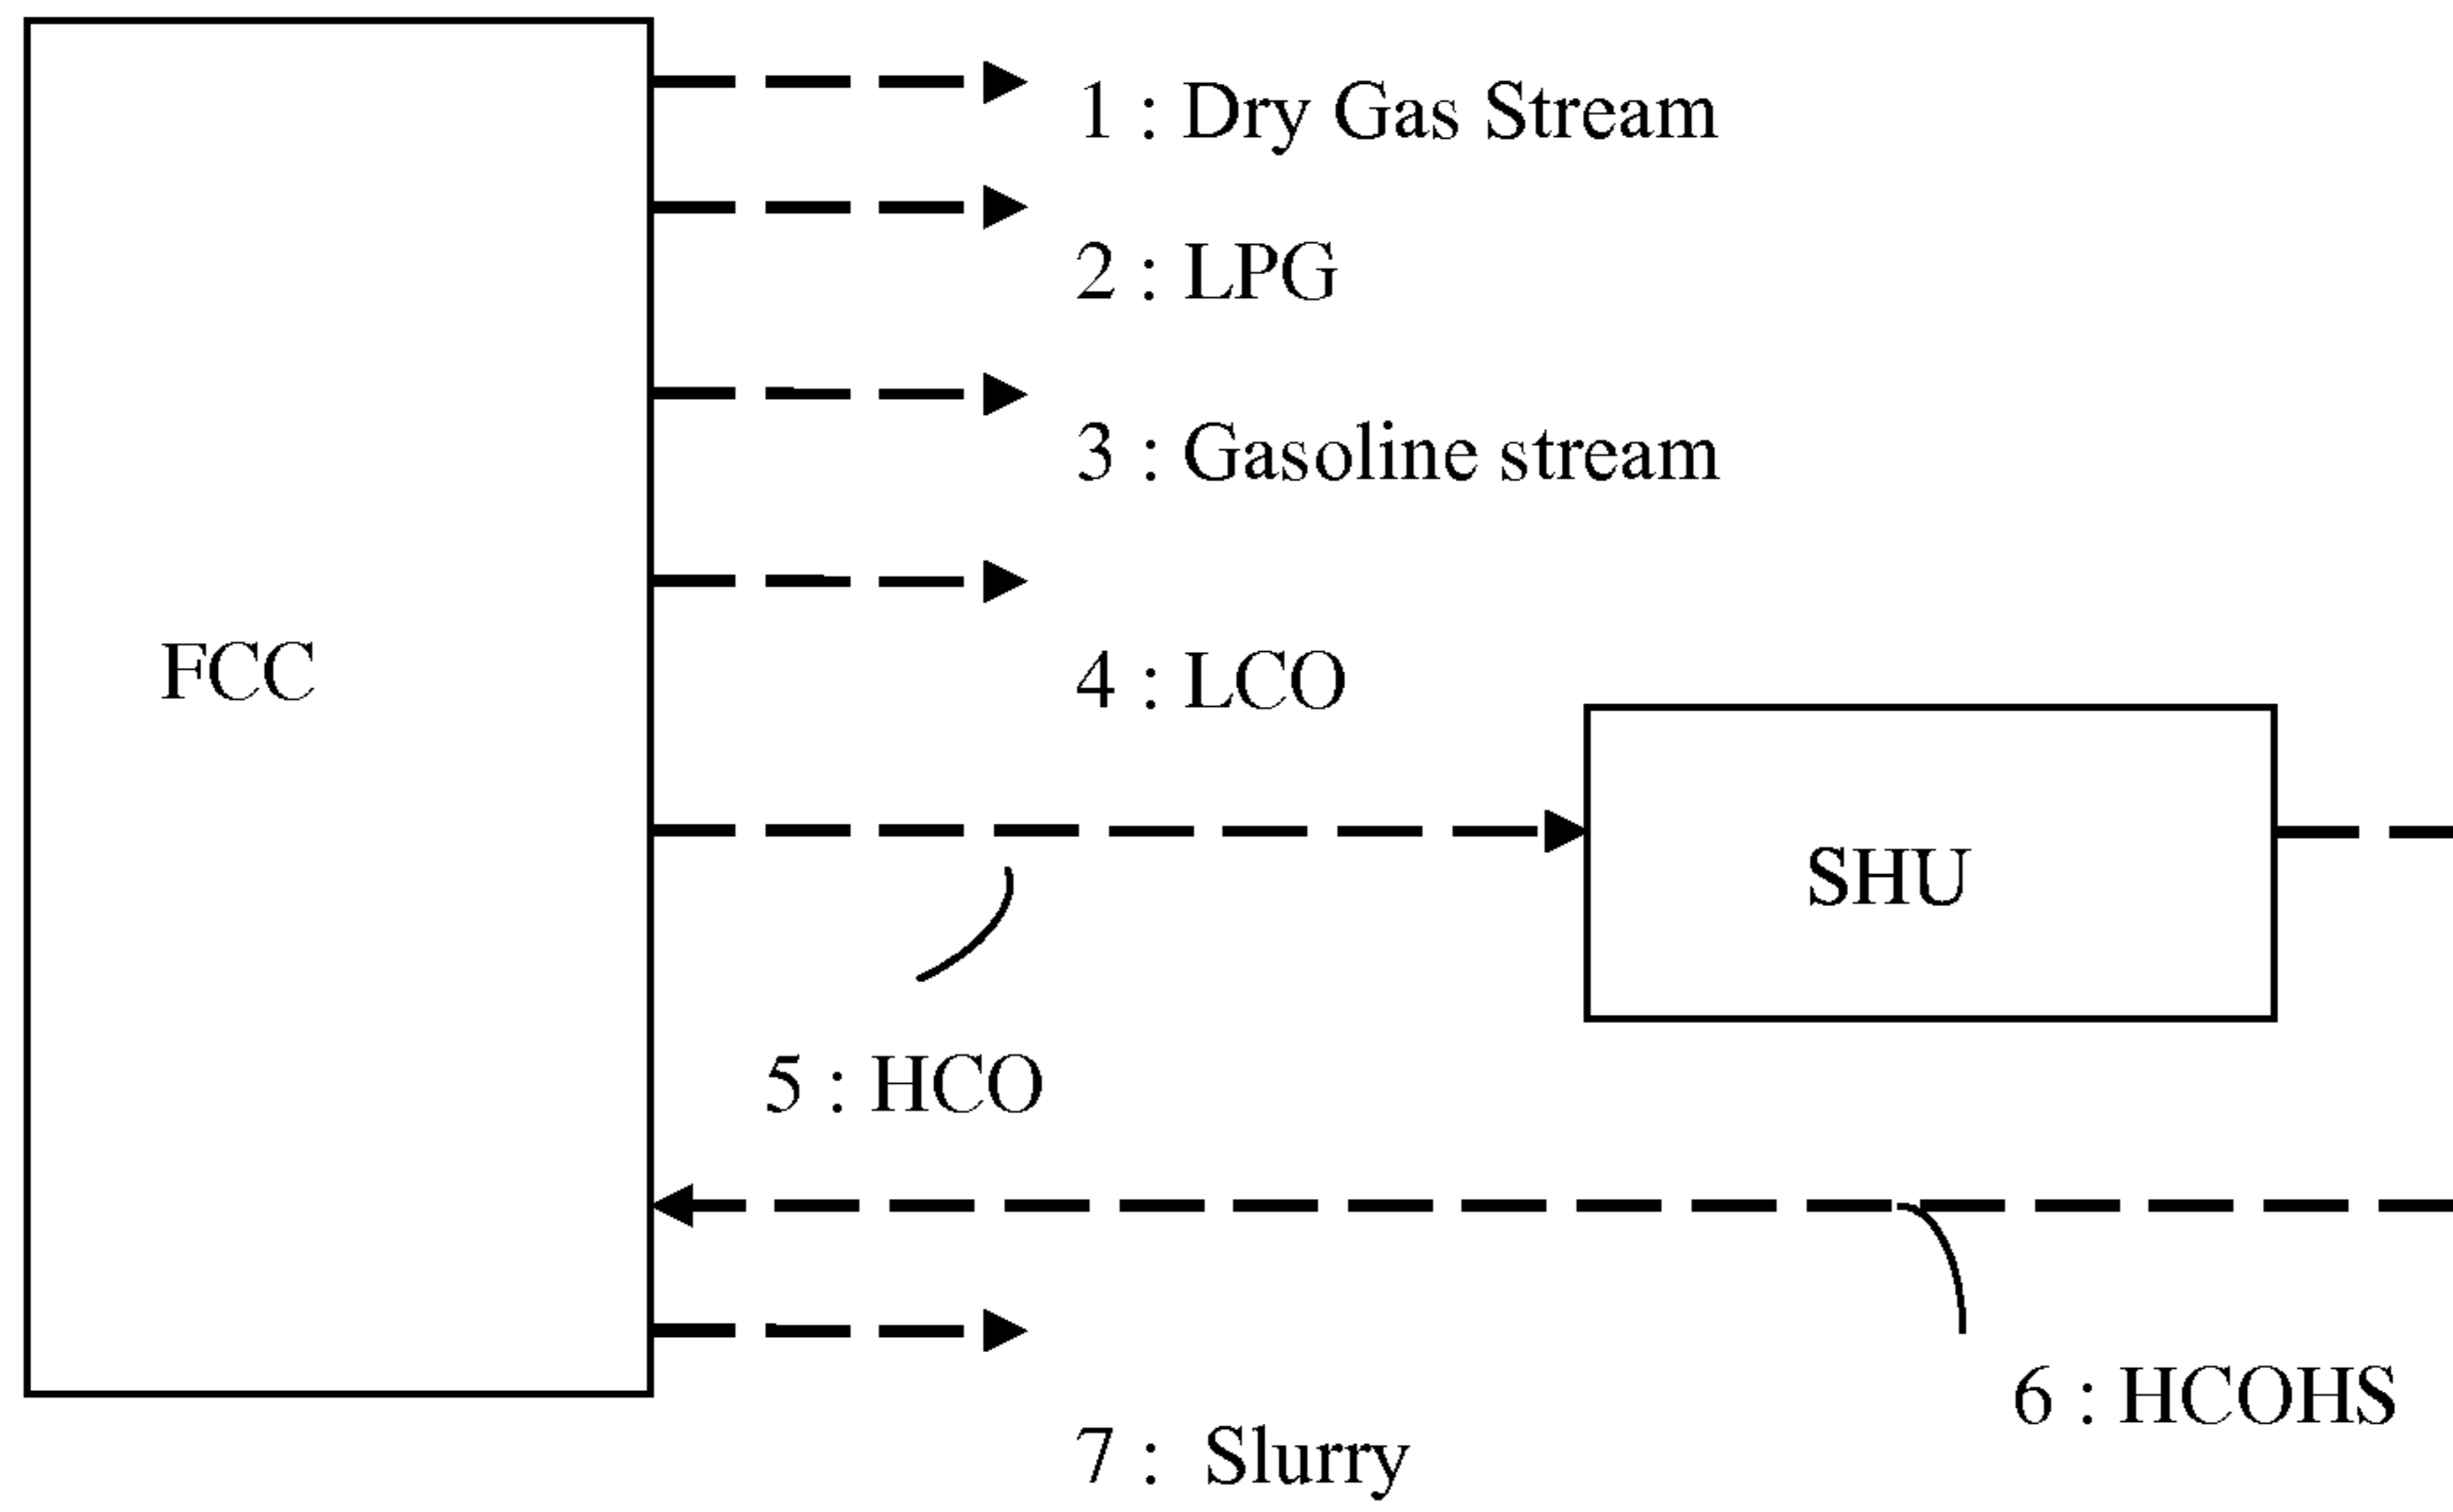 1 : Dry Gas Stream
2 : LPG
3 : Gasoline stream
FCC
4 : LCO
SHU
5 : HCO
6 : HCOHS
7 : Slurry